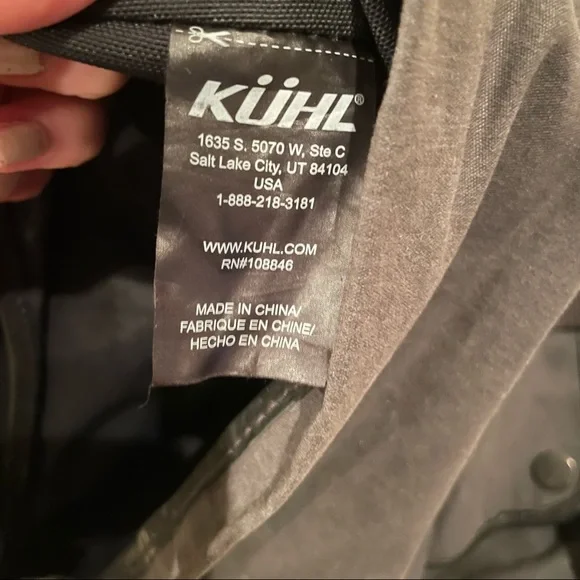 KÜHL®
1635 S. 5070 W, Ste C
Salt Lake City, UT 84104
USA
1-888-218-3181
WWW.KUHL.COM
RN#108846
MADE IN CHINA/
FABRIQUE EN CHINE/
HECHO EN CHINA